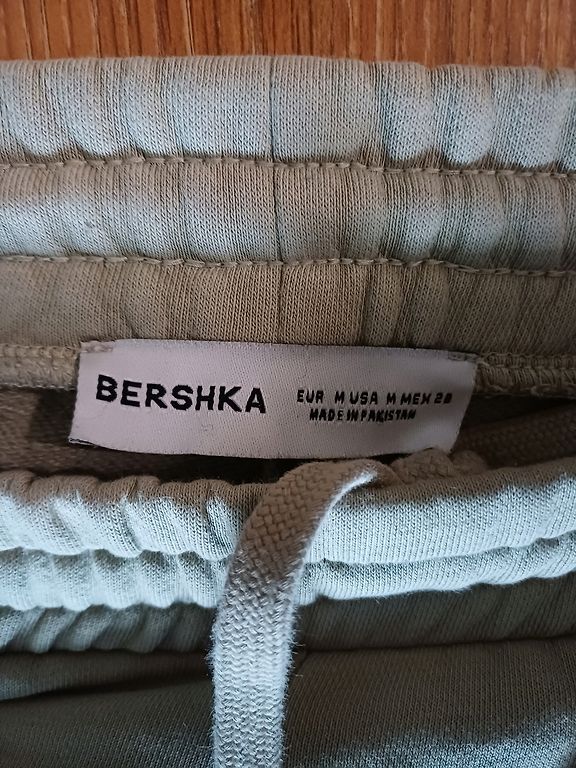 BERSHKA
EUR M USA M MEX 28
MADE IN PAKISTAN